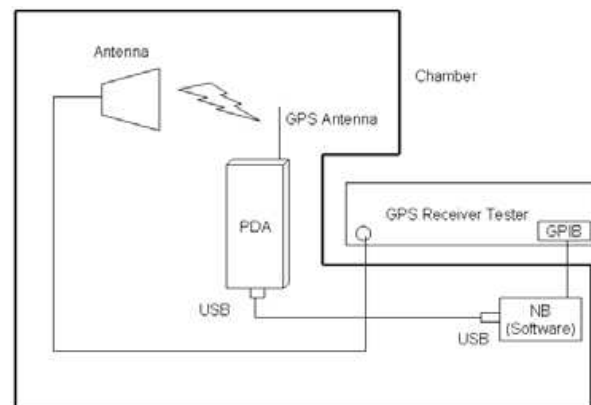 Antenna
Chamber
GPS Antenna
PDA
GPS Receiver Tester
GPIB
USB
NB
(Software)
USB